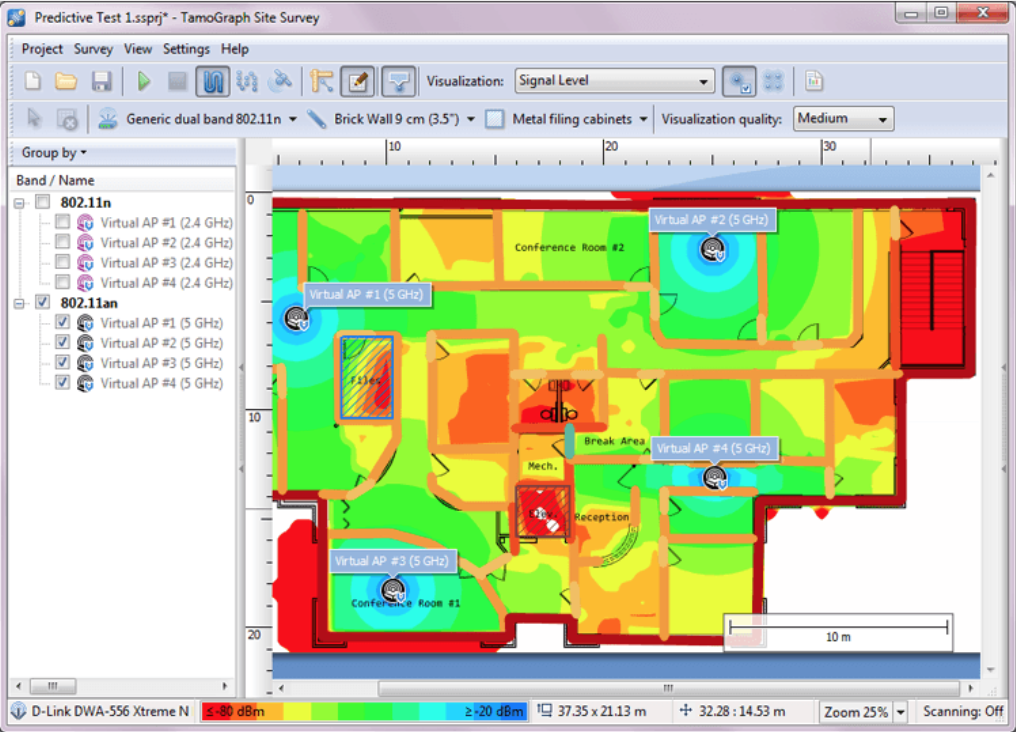 Predictive Test 1.ssprj* - TamoGraph Site Survey
Project Survey View Settings Help
Visualization: Signal Level
Generic dual band 802.11n Brick Wall 9 cm (3.5") Metal filing cabinets Visualization quality: Medium
Group by
10 20 30
Band / Name
0
802.11n
Virtual AP #1 (2.4 GHz)
Virtual AP #2 (2.4 GHz)
Virtual AP #3 (2.4 GHz)
Virtual AP #4 (2.4 GHz)
802.11an
Virtual AP #1 (5 GHz)
Virtual AP #2 (5 GHz)
Virtual AP #3 (5 GHz)
Virtual AP #4 (5 GHz)
Virtual AP #2 (5 GHz)
Conference Room #2
Virtual AP #1 (5 GHz)
Files
10
Break Area
Virtual AP #4 (5 GHz)
Mech.
Elev.
Reception
Virtual AP #3 (5 GHz)
Conference Room #1
20
10 m
D-Link DWA-556 Xtreme N
≤-80 dBm ≥-20 dBm
37.35 x 21.13 m
32.28 : 14.53 m
Zoom 25%
Scanning: Off